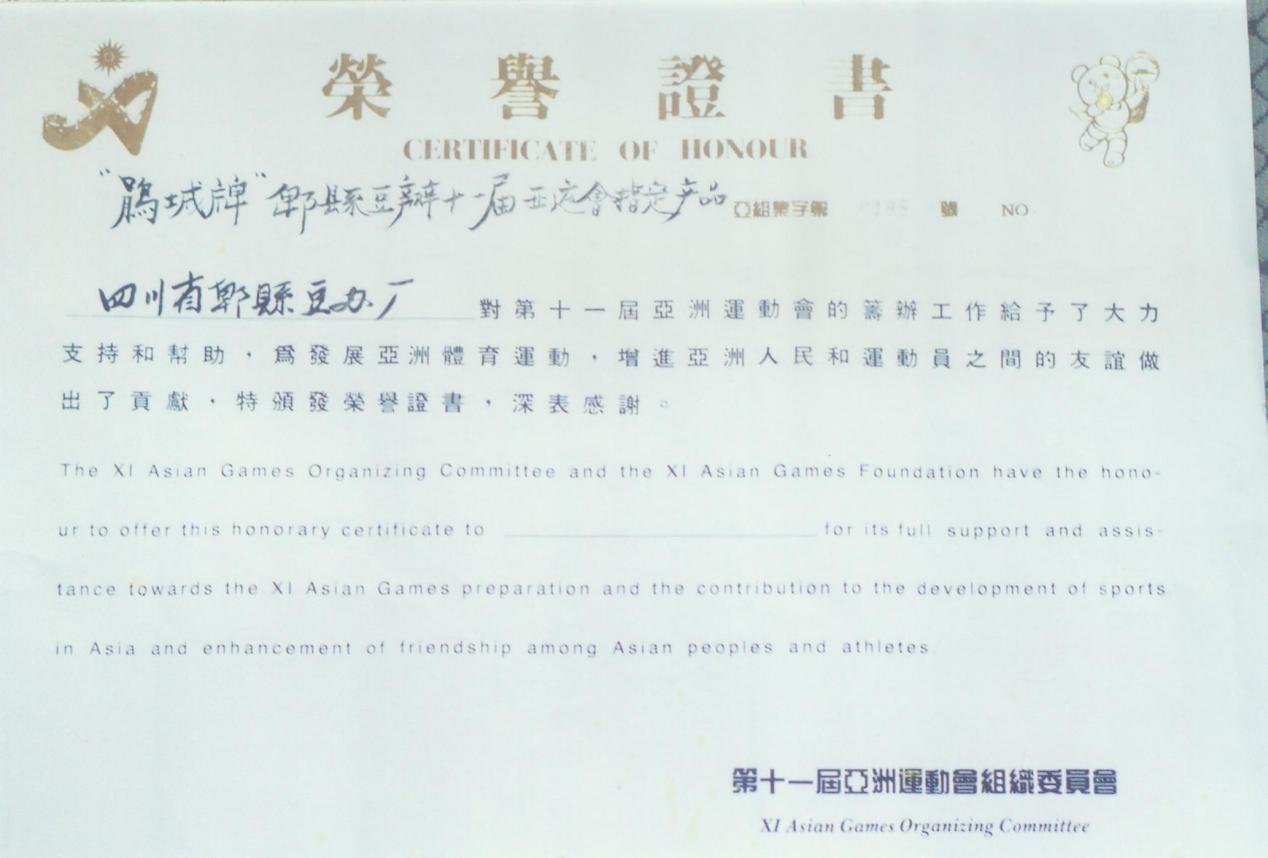 榮譽證書
CERTIFICATE OF HONOUR
"鵑城牌"郫縣豆瓣十一届亚运會指定产品 亞組集字第 號 NO
四川省郫縣豆办厂 對第十一屆亞洲運動會的籌辦工作給予了大力
支持和幫助，爲發展亞洲體育運動，增進亞洲人民和運動員之間的友誼做
出了貢獻，特頒發榮譽證書，深表感謝。
The XI Asian Games Organizing Committee and the XI Asian Games Foundation have the hono-
ur to offer this honorary certificate to for its full support and assis-
tance towards the XI Asian Games preparation and the contribution to the development of sports
in Asia and enhancement of friendship among Asian peoples and athletes.
第十一屆亞洲運動會組織委員會
XI Asian Games Organizing Committee